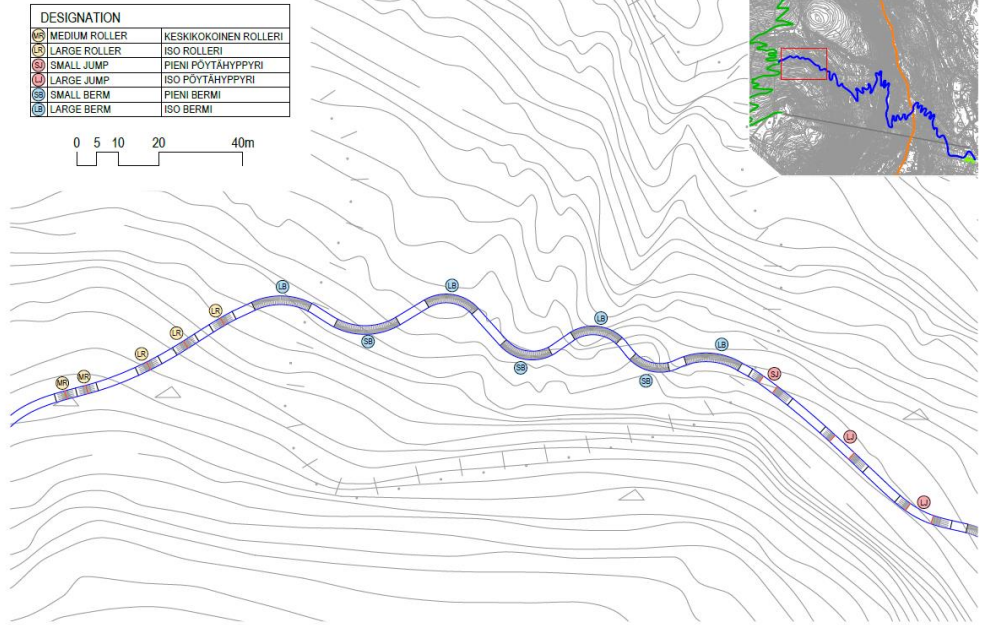 DESIGNATION
MR MEDIUM ROLLER KESKIKOKOINEN ROLLERI
LR LARGE ROLLER ISO ROLLERI
SJ SMALL JUMP PIENI PÖYTÄHYPPYRI
LJ LARGE JUMP ISO PÖYTÄHYPPYRI
SB SMALL BERM PIENI BERMI
LB LARGE BERM ISO BERMI
0 5 10 20 40m
LB
LB
LR
LB
LR
SB
LB
LR
SB
SJ
MR
MR
SB
LJ
LJ